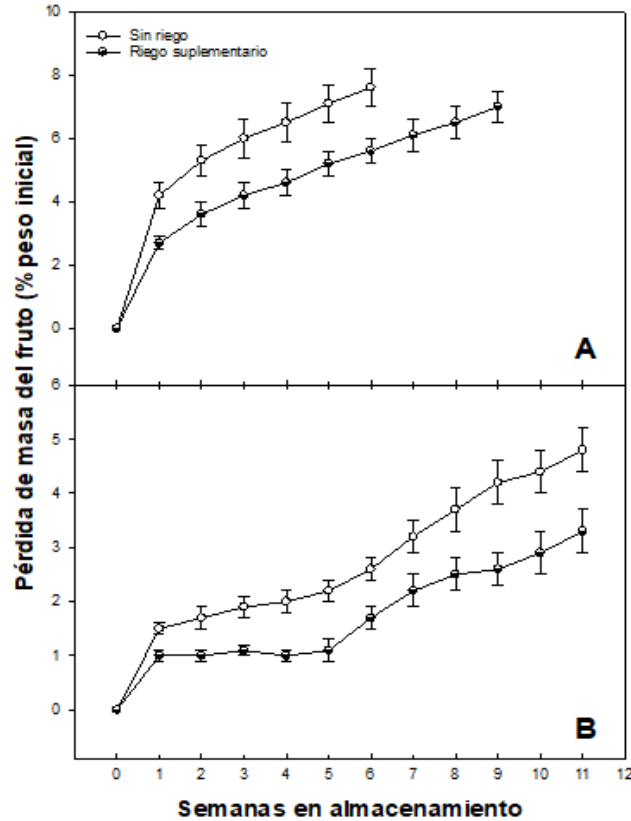 10
Sin riego
Riego suplementario
8
6
4
2
0
A
6
5
4
3
2
1
0
B
0 1 2 3 4 5 6 7 8 9 10 11 12
Pérdida de masa del fruto (% peso inicial)
Semanas en almacenamiento